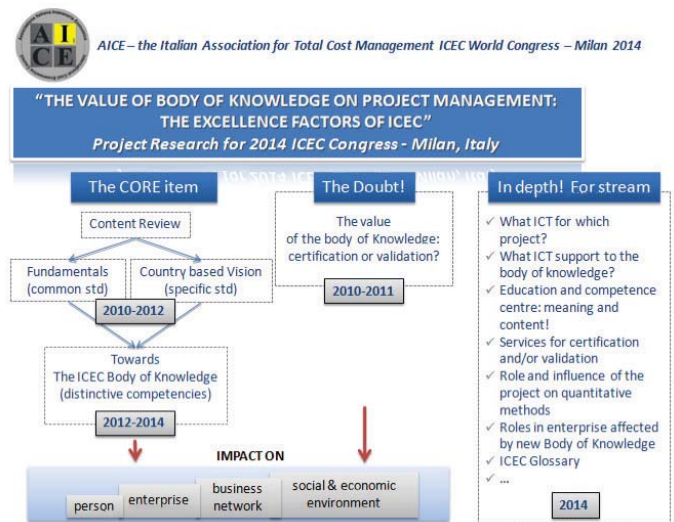 A I
C E
AICE – the Italian Association for Total Cost Management ICEC World Congress – Milan 2014
“THE VALUE OF BODY OF KNOWLEDGE ON PROJECT MANAGEMENT:
THE EXCELLENCE FACTORS OF ICEC”
Project Research for 2014 ICEC Congress - Milan, Italy
The CORE item
Content Review
Fundamentals
(common std)
Country based Vision
(specific std)
2010-2012
Towards
The ICEC Body of Knowledge
(distinctive competencies)
2012-2014
The Doubt!
The value
of the body of Knowledge:
certification or validation?
2010-2011
In depth! For stream
✓ What ICT for which
project?
✓ What ICT support to the
body of knowledge?
✓ Education and competence
centre: meaning and
content!
✓ Services for certification
and/or validation
✓ Role and influence of the
project on quantitative
methods
✓ Roles in enterprise affected
by new Body of Knowledge
✓ ICEC Glossary
✓ ...
2014
IMPACT ON
person
enterprise
business
network
social & economic
environment